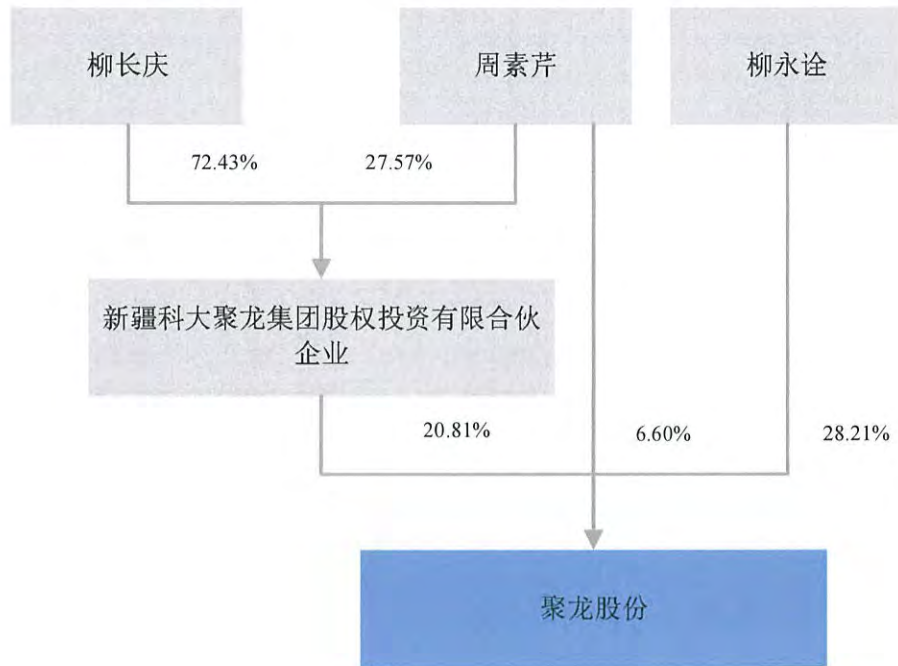 柳长庆
周素芹
柳永诠
72.43%
27.57%
新疆科大聚龙集团股权投资有限合伙
企业
20.81%
6.60%
28.21%
聚龙股份